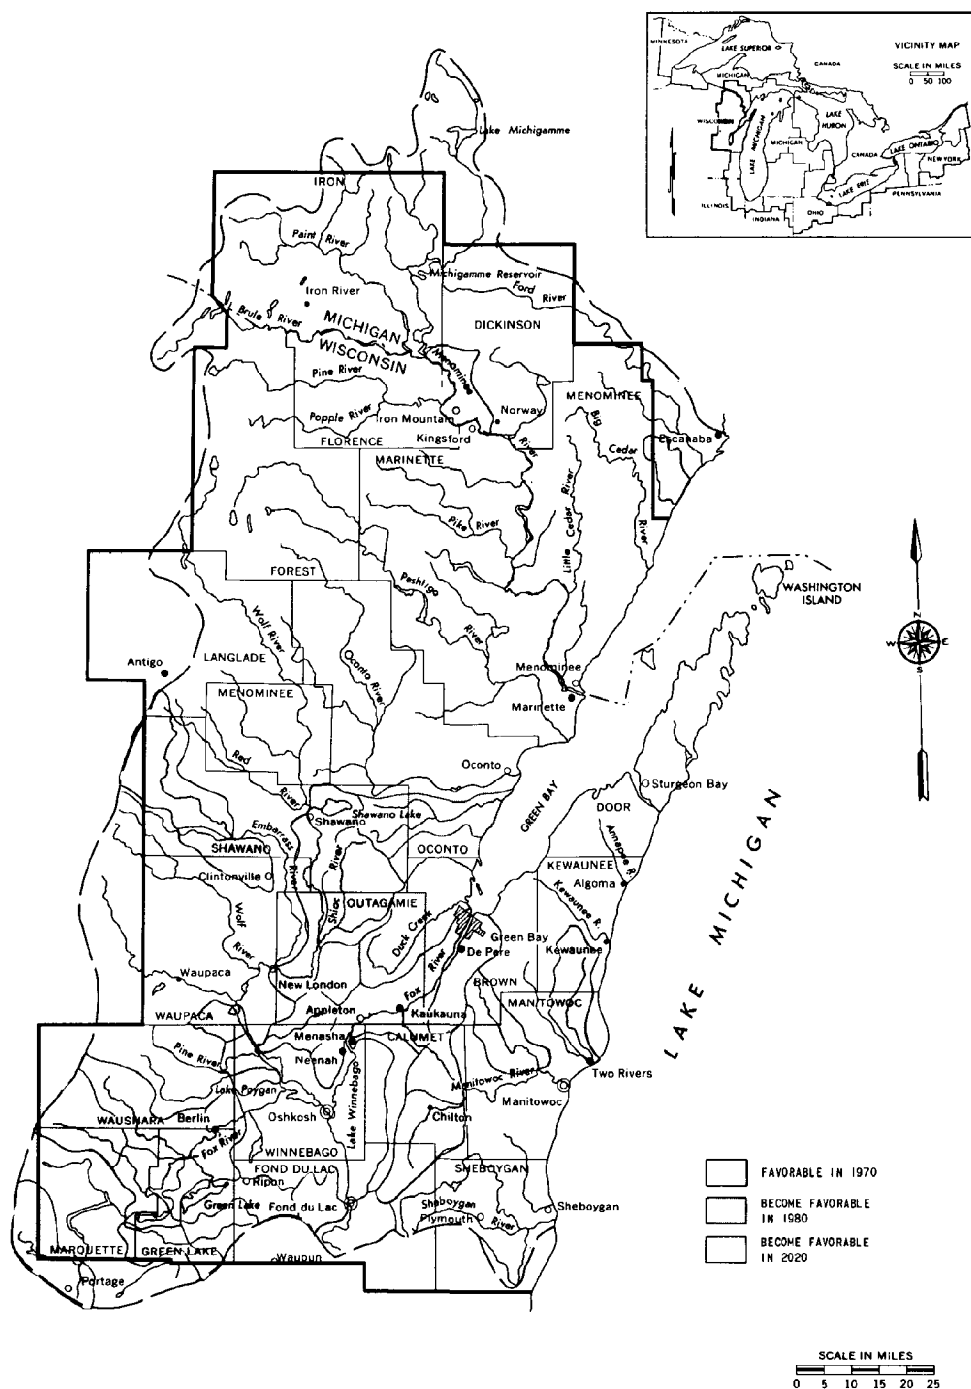 MINNESOTA
LAKE SUPERIOR
VICINITY MAP
SCALE IN MILES
0 50 100
CANADA
MICHIGAN
WISCONSIN
LAKE MICHIGAN
MICHIGAN
LAKE HURON
CANADA
LAKE ONTARIO
NEW YORK
LAKE ERIE
PENNSYLVANIA
ILLINOIS
INDIANA
OHIO
Lake Michigamme
IRON
Paint River
Michigamme Reservoir
Ford River
Iron River
Brule River
MICHIGAN
WISCONSIN
DICKINSON
Menominee
Pine River
MENOMINEE
Popple River
Iron Mountain
Norway
Big
Kingsford
River
Cedar
Escanaba
FLORENCE
MARINETTE
Little Cedar River
River
Pike River
FOREST
Peshtigo
River
WASHINGTON
ISLAND
Wolf River
LANGLADE
Oconto River
Antigo
MENOMINEE
Menominee
Marinette
N
W
E
S
Red
River
Oconto
GREEN BAY
Sturgeon Bay
DOOR
Shawano
Shawano Lake
Embarrass
River
SHAWANO
OCONTO
Annapee R.
KEWAUNEE
Algoma
Clintonville
Shioc
River
OUTAGAMIE
Kewaunee R.
Wolf
River
Duck Creek
Green Bay
De Pere
Kewaunee
Waupaca
New London
Fox
River
BROWN
MANITOWOC
WAUPACA
Appleton
Kaukauna
Menasha
CALUMET
Neenah
Pine River
Lake Winnebago
Manitowoc River
Two Rivers
Lake Poygan
Manitowoc
Oshkosh
WAUSHARA
Berlin
Chilton
Fox River
WINNEBAGO
FOND DU LAC
SHEBOYGAN
Ripon
Green Lake
Fond du Lac
Sheboygan
Plymouth
River
Sheboygan
MARQUETTE
GREEN LAKE
Waupun
Portage
LAKE MICHIGAN
FAVORABLE IN 1970
BECOME FAVORABLE
IN 1980
BECOME FAVORABLE
IN 2020
SCALE IN MILES
0 5 10 15 20 25